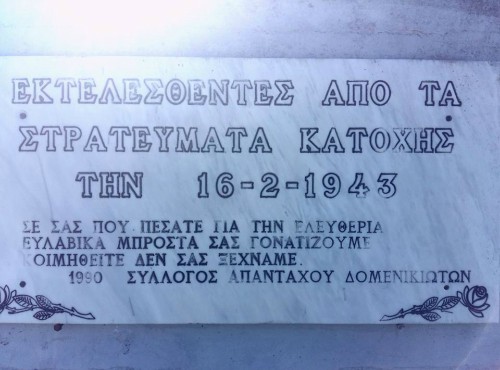 ΕΚΤΕΛΕΣΘΕΝΤΕΣ ΑΠΟ ΤΑ
ΣΤΡΑΤΕΥΜΑΤΑ ΚΑΤΟΧΗΣ
ΤΗΝ 16-2-1943
ΣΕ ΣΑΣ ΠΟΥ ΠΕΣΑΤΕ ΓΙΑ ΤΗΝ ΕΛΕΥΘΕΡΙΑ
ΕΥΛΑΒΙΚΑ ΜΠΡΟΣΤΑ ΣΑΣ ΓΟΝΑΤΙΖΟΥΜΕ
ΚΟΙΜΗΘΕΙΤΕ ΔΕΝ ΣΑΣ ΞΕΧΝΑΜΕ.
1990 ΣΥΛΛΟΓΟΣ ΑΠΑΝΤΑΧΟΥ ΔΟΜΕΝΙΚΙΩΤΩΝ